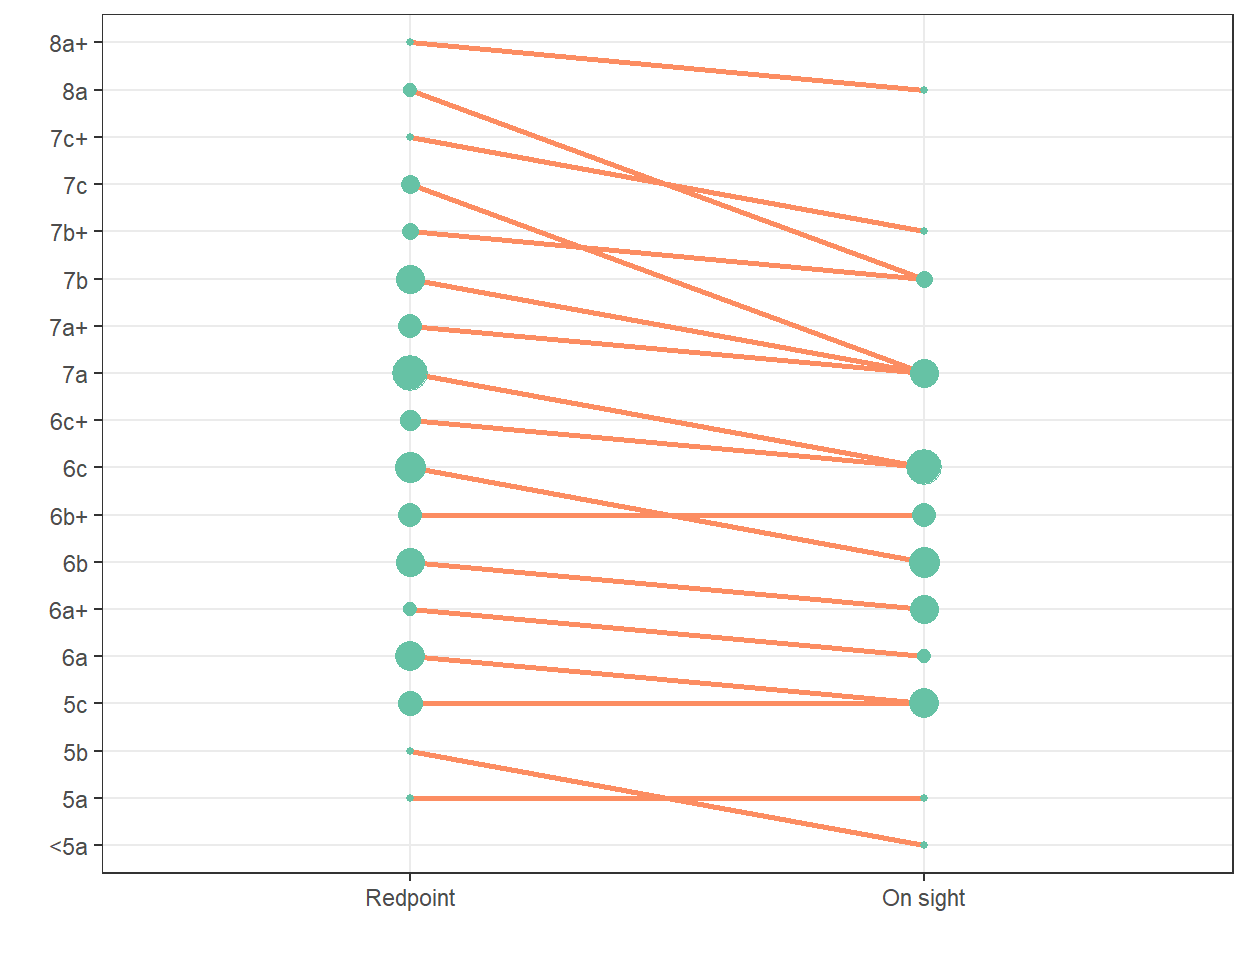 8a+
8a
7c+
7c
7b+
7b
7a+
7a
6c+
6c
6b+
6b
6a+
6a
5c
5b
5a
<5a
Redpoint On sight